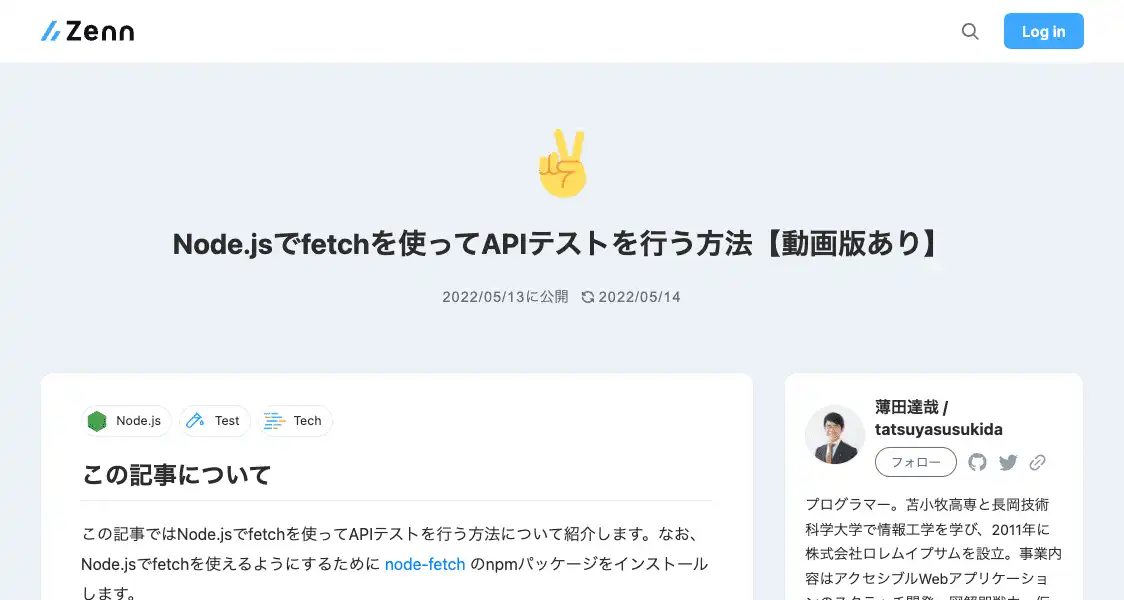 Zenn
Log in
Node.jsでfetchを使ってAPIテストを行う方法【動画版あり】
2022/05/13に公開 2022/05/14
Node.js Test Tech
この記事について
この記事ではNode.jsでfetchを使ってAPIテストを行う方法について紹介します。なお、
Node.jsでfetchを使えるようにするために node-fetch のnpmパッケージをインストール
します。
薄田達哉 /
tatsuyasusukida
フォロー
プログラマー。苫小牧高専と長岡技術
科学大学で情報工学を学び、2011年に
株式会社ロレムイプサムを設立。事業内
容はアクセシブルWebアプリケーショ